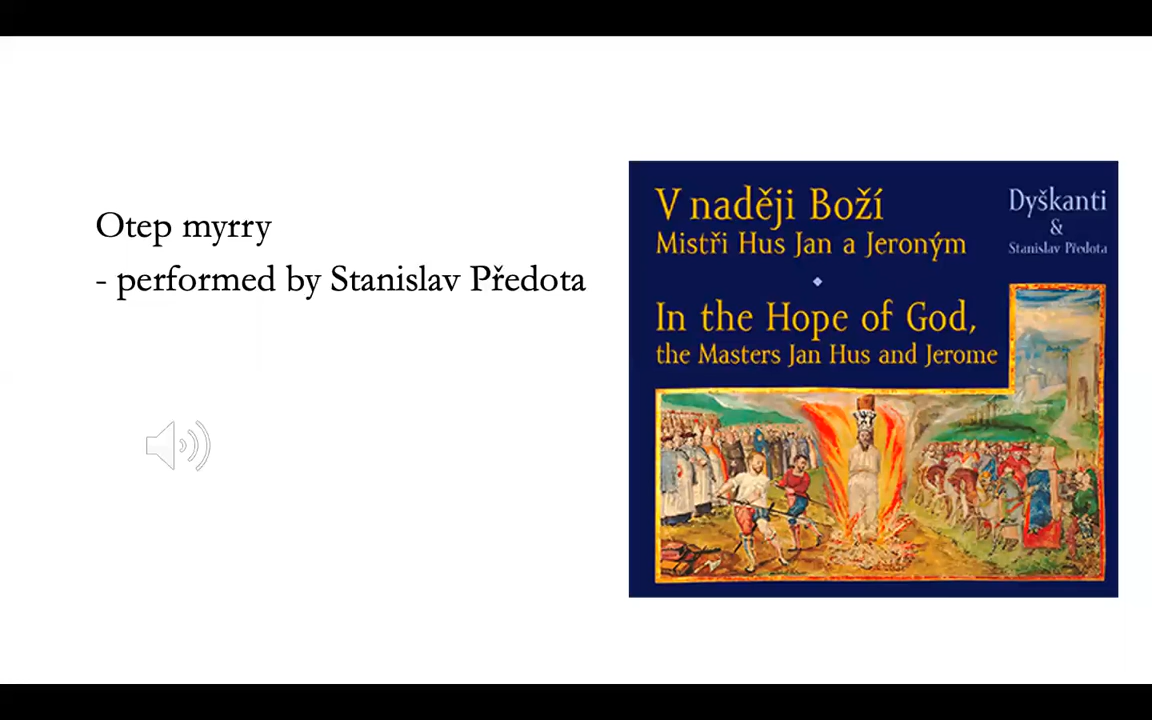 Otep myrry
- performed by Stanislav Předota
V naději Boží
Mistři Hus Jan a Jeroným
Dyškanti
&
Stanislav Předota
In the Hope of God,
the Masters Jan Hus and Jerome